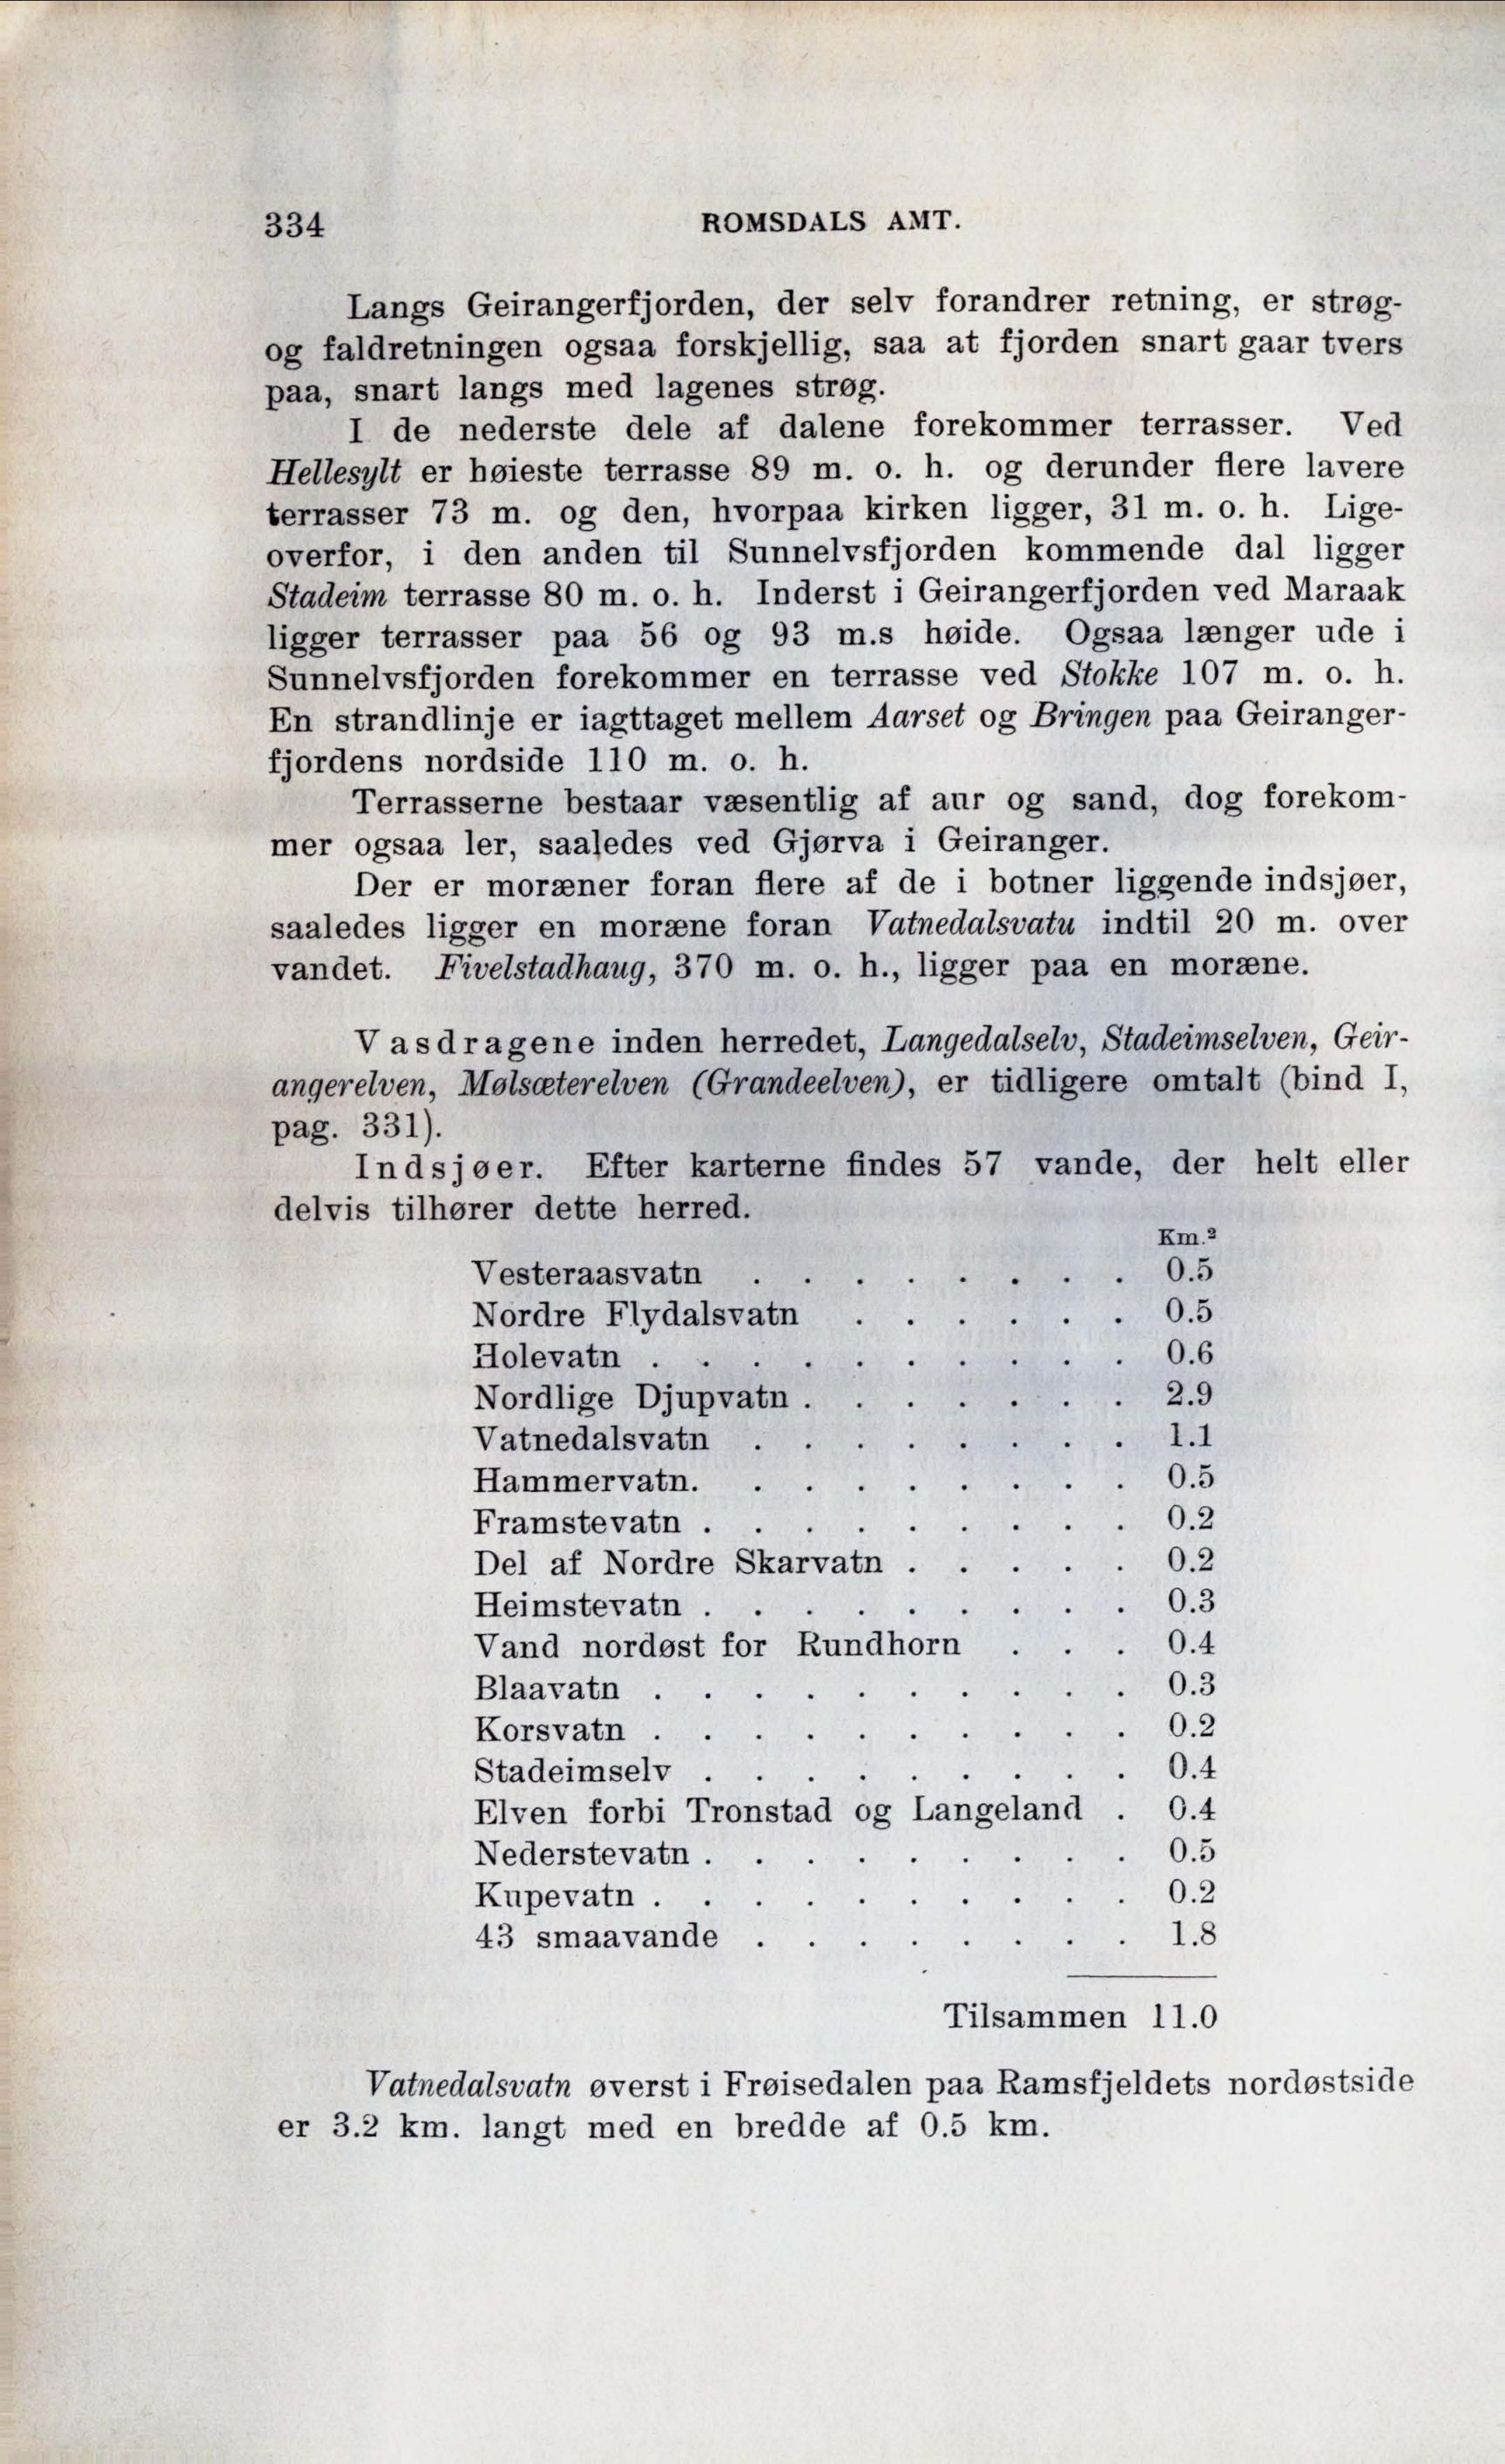 334
ROMSDALS AMT.
Langs Geirangerfjorden, der selv forandrer retning, er strøg-
og faldretningen ogsaa forskjellig, saa at fjorden snart gaar tvers
paa, snart langs med lagenes strøg.
I de nederste dele af dalene forekommer terrasser. Ved
Hellesylt er høieste terrasse 89 m. o. h. og derunder flere lavere
terrasser 73 m. og den, hvorpaa kirken ligger, 31 m. o. h. Lige-
overfor, i den anden til Sunnelvsfjorden kommende dal ligger
Stadeim terrasse 80 m. o. h. Inderst i Geirangerfjorden ved Maraak
ligger terrasser paa 56 og 93 m.s høide. Ogsaa længer ude i
Sunnelvsfjorden forekommer en terrasse ved Stokke 107 m. o. h.
En strandlinje er iagttaget mellem Aarset og Bringen paa Geiranger-
fjordens nordside 110 m. o. h.
Terrasserne bestaar væsentlig af aur og sand, dog forekom-
mer ogsaa ler, saaledes ved Gjørva i Geiranger.
Der er moræner foran flere af de i botner liggende indsjøer,
saaledes ligger en moræne foran Vatnedalsvatu indtil 20 m. over
vandet. Fivelstadhaug, 370 m. o. h., ligger paa en moræne.
Vasdragene inden herredet, Langedalselv, Stadeimselven, Geir-
angerelven, Mølsæterelven (Grandeelven), er tidligere omtalt (bind I,
pag. 331).
Indsjøer. Efter karterne findes 57 vande, der helt eller
delvis tilhører dette herred.
Km.²
Vesteraasvatn . . . . . . . . 0.5
Nordre Flydalsvatn . . . . . . 0.5
Holevatn . . . . . . . . . . 0.6
Nordlige Djupvatn . . . . . . . 2.9
Vatnedalsvatn . . . . . . . . 1.1
Hammervatn. . . . . . . . . 0.5
Framstevatn . . . . . . . . . 0.2
Del af Nordre Skarvatn . . . . . 0.2
Heimstevatn . . . . . . . . . 0.3
Vand nordøst for Rundhorn . . . 0.4
Blaavatn . . . . . . . . . . 0.3
Korsvatn . . . . . . . . . . 0.2
Stadeimselv . . . . . . . . . 0.4
Elven forbi Tronstad og Langeland . 0.4
Nederstevatn . . . . . . . . . 0.5
Kupevatn . . . . . . . . . . 0.2
43 smaavande . . . . . . . . 1.8
Tilsammen 11.0
Vatnedalsvatn øverst i Frøisedalen paa Ramsfjeldets nordøstside
er 3.2 km. langt med en bredde af 0.5 km.